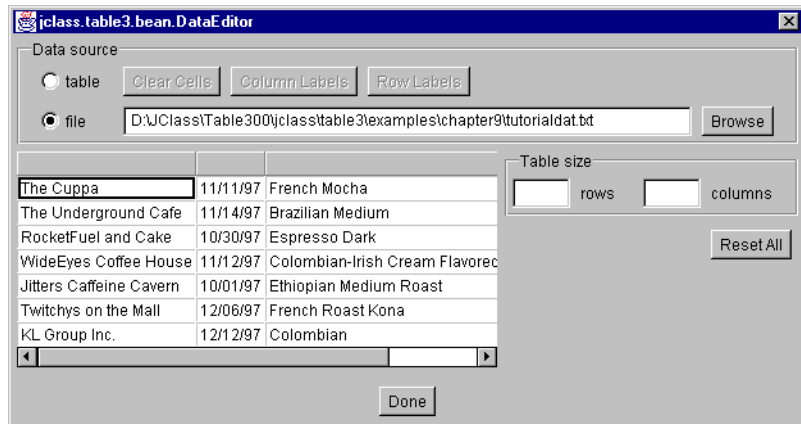 jclass.table3.bean.DataEditor
Data source
table Clear Cells Column Labels Row Labels
file D:\JClass\Table300\jclass\table3\examples\chapter9\tutorialdat.txt Browse
Table size
rows columns
Reset All
The Cuppa 11/11/97 French Mocha
The Underground Cafe 11/14/97 Brazilian Medium
RocketFuel and Cake 10/30/97 Espresso Dark
WideEyes Coffee House 11/12/97 Colombian-Irish Cream Flavored
Jitters Caffeine Cavern 10/01/97 Ethiopian Medium Roast
Twitchys on the Mall 12/06/97 French Roast Kona
KL Group Inc. 12/12/97 Colombian
Done